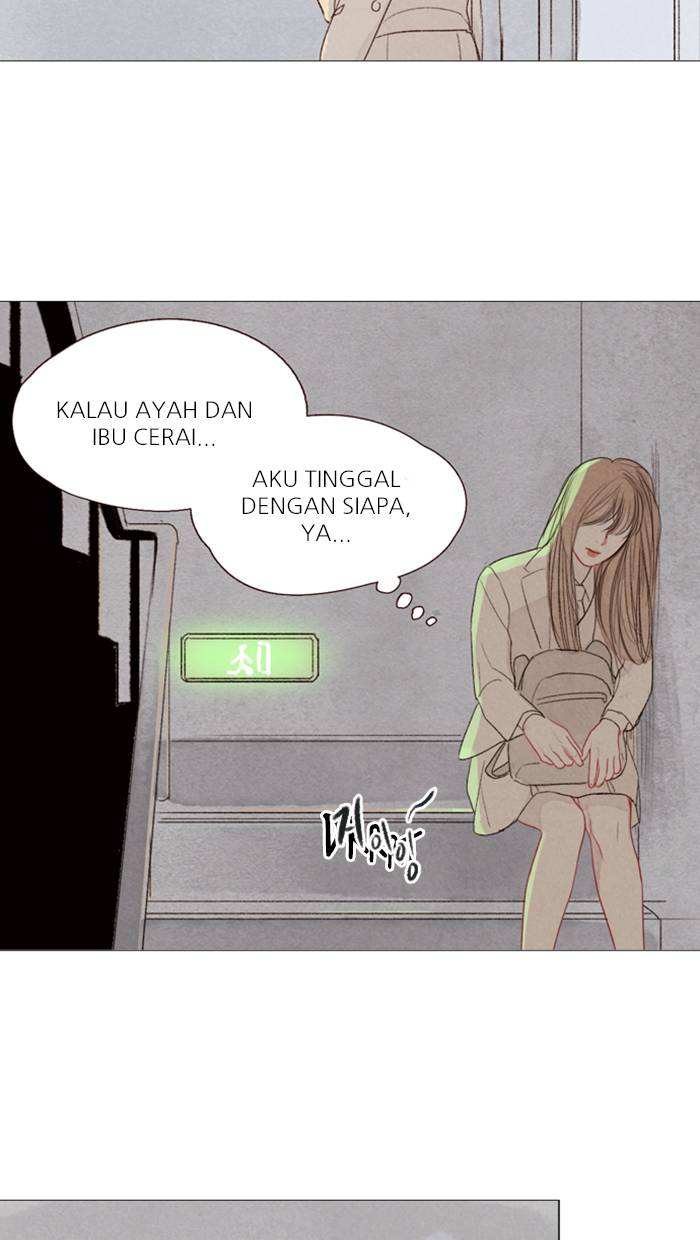 KALAU AYAH DAN
IBU CERAI...
AKU TINGGAL
DENGAN SIAPA,
YA...